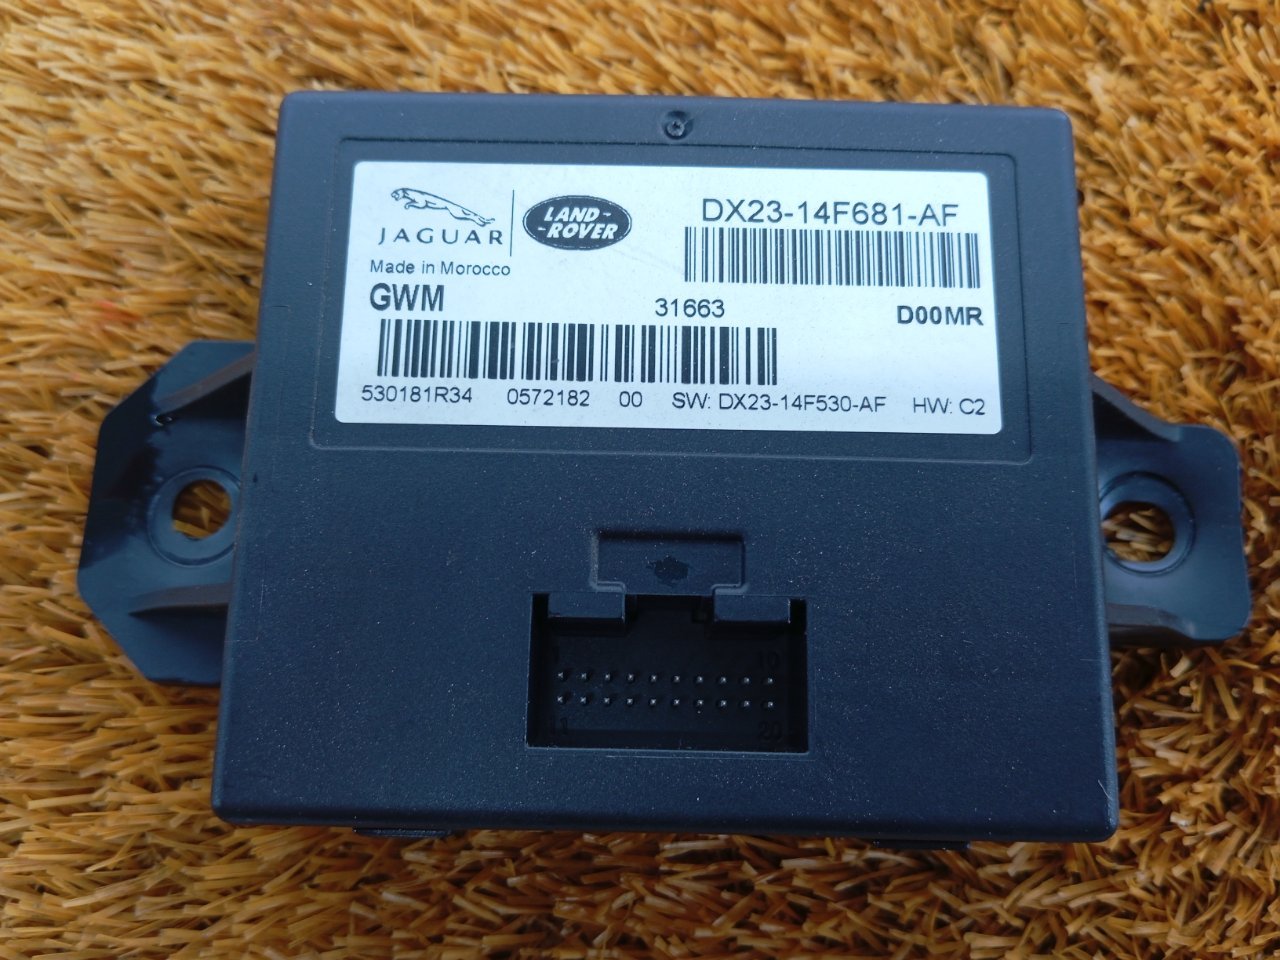 JAGUAR
LAND-
-ROVER
DX23-14F681-AF
Made in Morocco
GWM 31663 D00MR
530181R34 0572182 00 SW: DX23-14F530-AF HW: C2
10
1 20